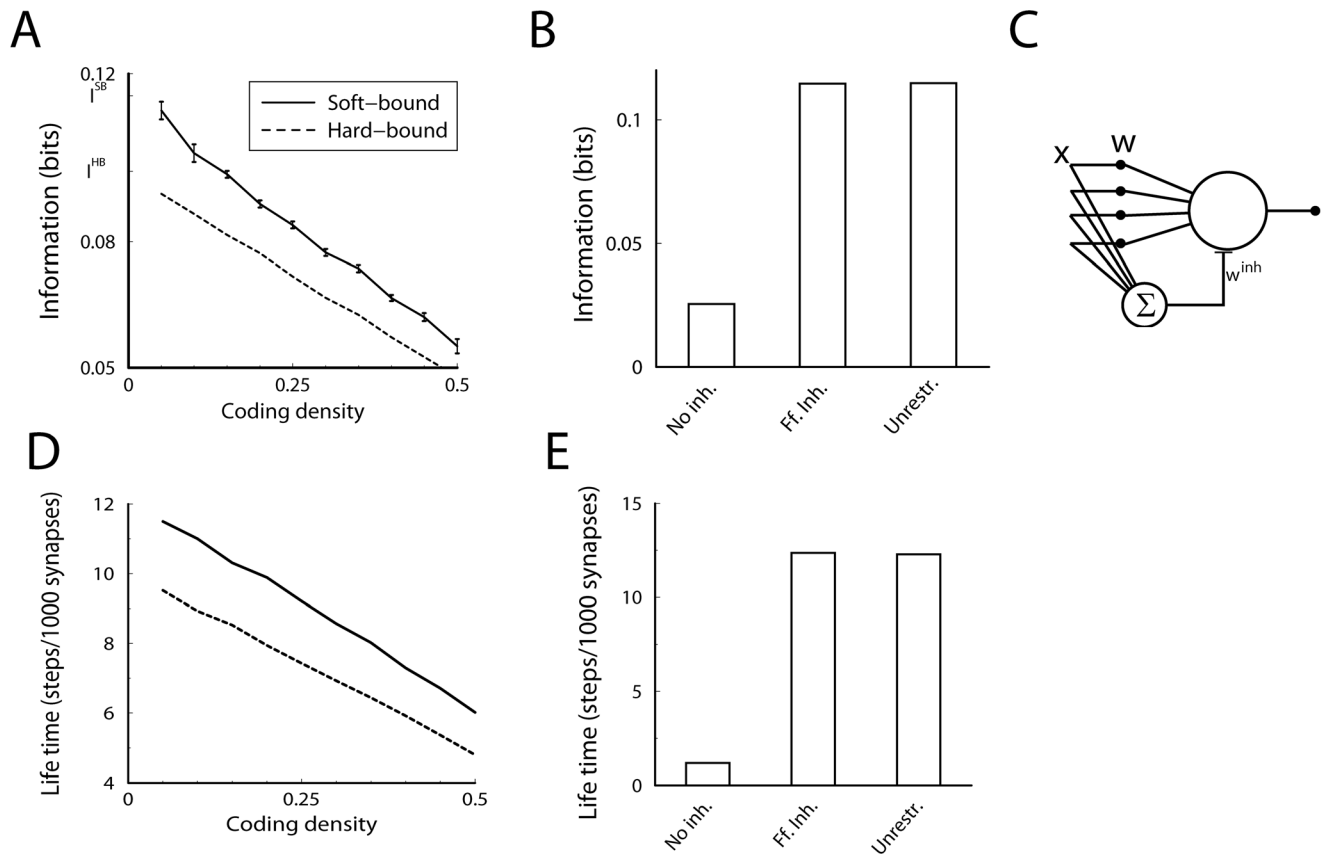 A
0.12
I^SB
I^HB
0.08
0.05
Information (bits)
Soft−bound
Hard−bound
0
0.25
0.5
Coding density
B
0.1
0.05
0
Information (bits)
No inh.
Ff. Inh.
Unrestr.
C
X
W
Σ
w^inh
D
12
10
8
6
4
Life time (steps/1000 synapses)
0
0.25
0.5
Coding density
E
15
10
5
0
Life time (steps/1000 synapses)
No inh.
Ff. Inh.
Unrestr.